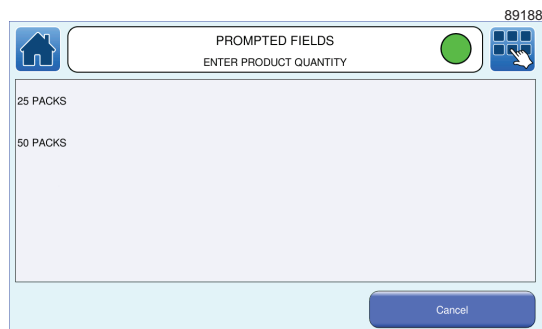 89188
PROMPTED FIELDS
ENTER PRODUCT QUANTITY
25 PACKS
50 PACKS
Cancel